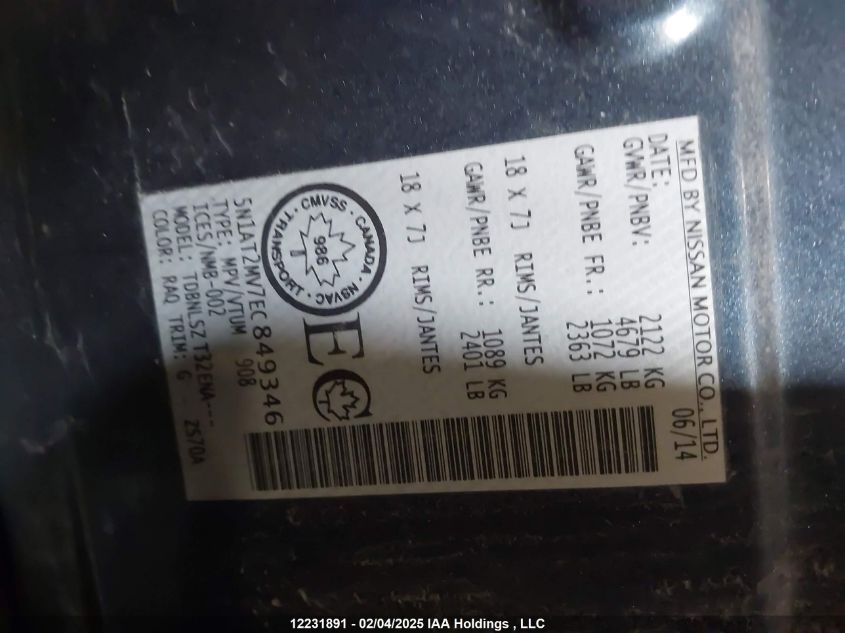 MFD BY NISSAN MOTOR CO., LTD.
DATE: 06/14
GVWR/PNBV: 2122 KG
4679 LB
GAWR/PNBE FR.: 1072 KG
2363 LB
18 X 7J RIMS/JANTES
GAWR/PNBE RR.: 1089 KG
2401 LB
18 X 7J RIMS/JANTES
CMVSS · CANADA · NSVAC · TRANSPORT
986
EC
5N1AT2MV7EC849346
TYPE: MPV/VTUM 908
ICES/NMB-002
MODEL: TDBNLSZ T32ENA---
COLOR: RAQ TRIM: G 2670A
12231891 - 02/04/2025 IAA Holdings , LLC